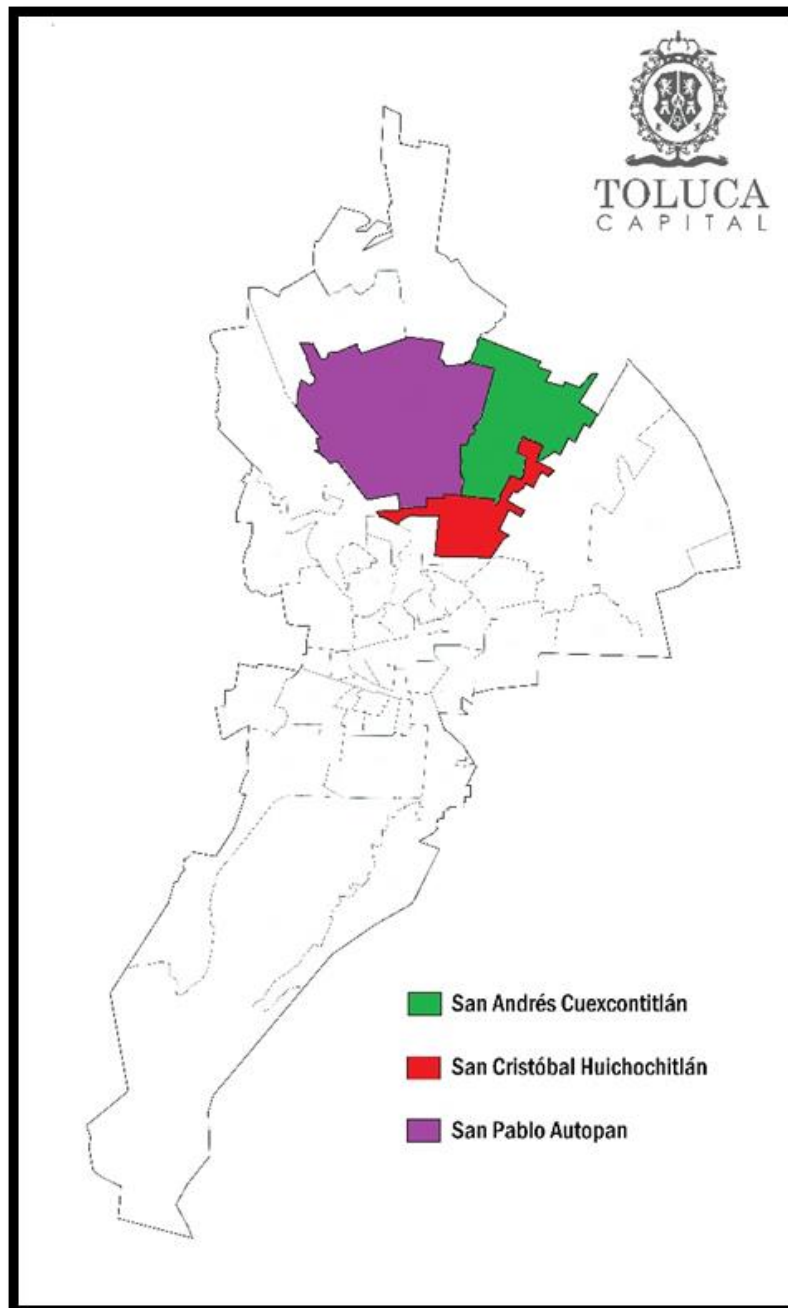 TOLUCA
CAPITAL
San Andrés Cuexcontitlán
San Cristóbal Huichochitlán
San Pablo Autopan